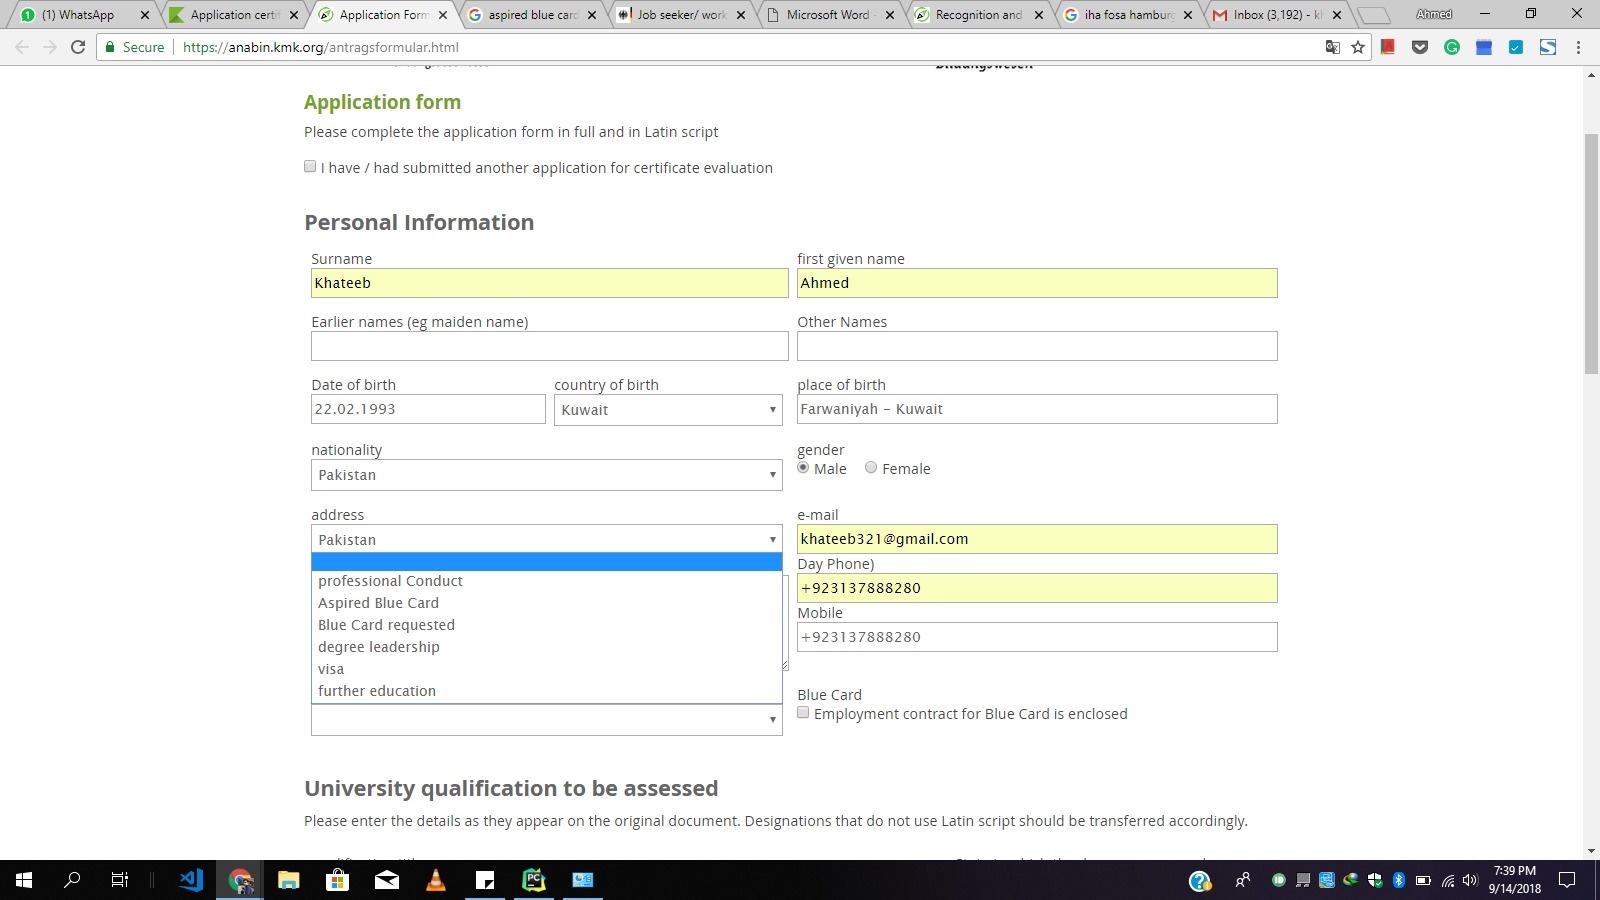 (1) WhatsApp
Application certif
Application Form
aspired blue card
Job seeker/ work
Microsoft Word -
Recognition and
iha fosa hamburg
Inbox (3,192) - kh
Ahmed
Secure
https://anabin.kmk.org/antragsformular.html
Application form
Please complete the application form in full and in Latin script
I have / had submitted another application for certificate evaluation
Personal Information
Surname
first given name
Khateeb
Ahmed
Earlier names (eg maiden name)
Other Names
Date of birth
country of birth
place of birth
22.02.1993
Kuwait
Farwaniyah - Kuwait
nationality
gender
Pakistan
Male
Female
address
e-mail
Pakistan
khateeb321@gmail.com
Day Phone)
professional Conduct
+923137888280
Aspired Blue Card
Mobile
Blue Card requested
+923137888280
degree leadership
visa
further education
Blue Card
Employment contract for Blue Card is enclosed
University qualification to be assessed
Please enter the details as they appear on the original document. Designations that do not use Latin script should be transferred accordingly.
7:39 PM
9/14/2018